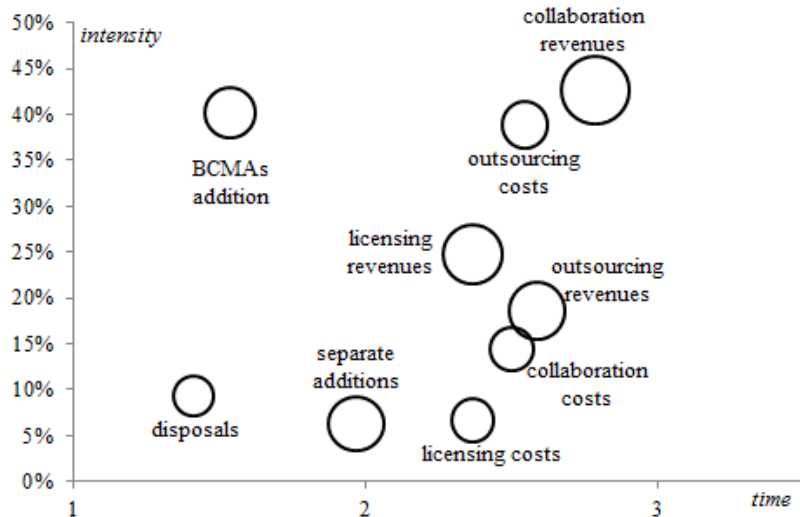 collaboration
revenues
50%
intensity
45%
40%
35%
30%
25%
20%
15%
10%
5%
0%
BCMAs
addition
outsourcing
costs
licensing
revenues
outsourcing
revenues
separate
additions
collaboration
costs
disposals
licensing costs
1
2
3
time